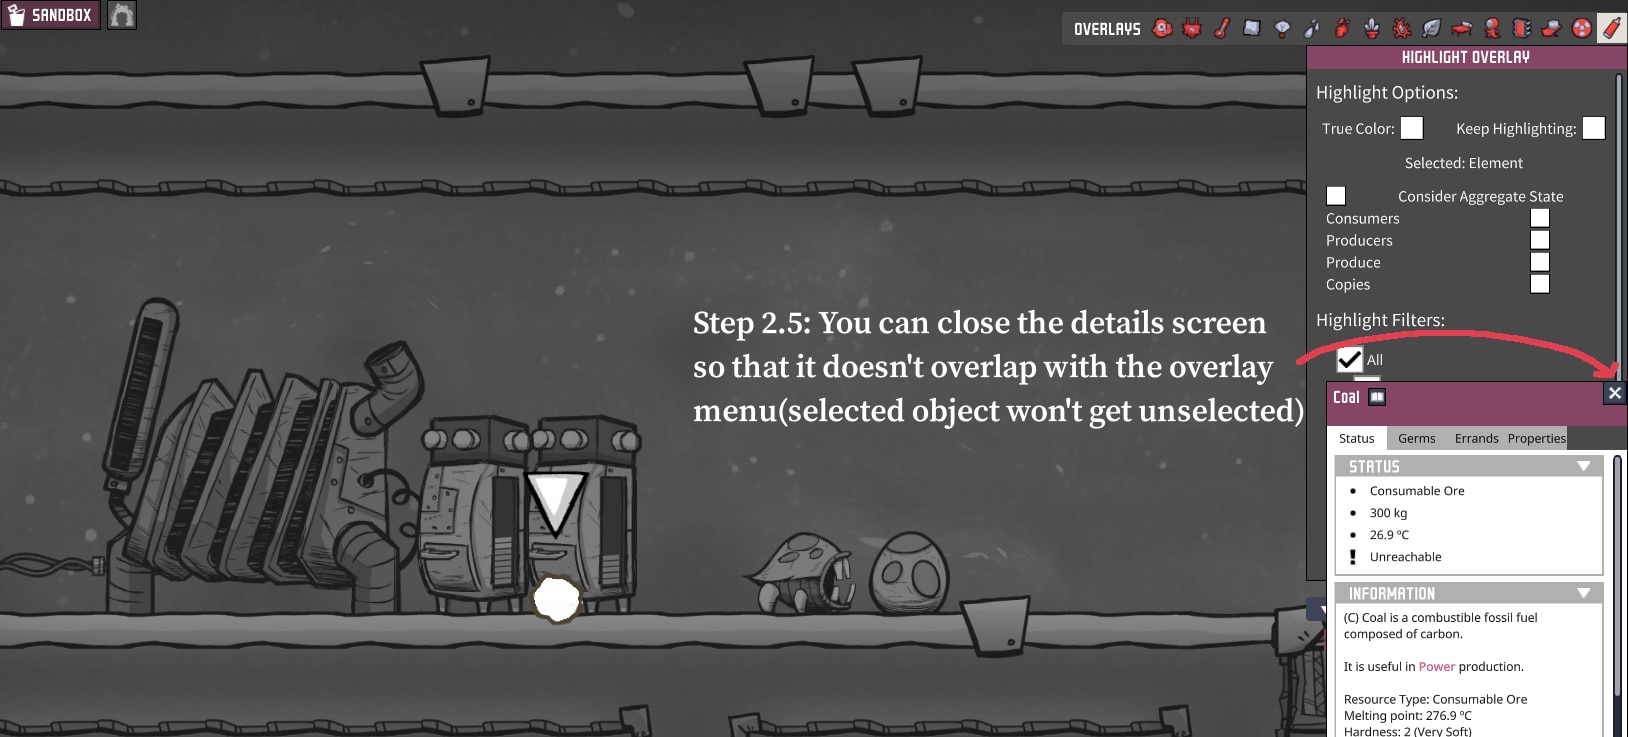 SANDBOX
OVERLAYS
HIGHLIGHT OVERLAY
Highlight Options:
True Color: Keep Highlighting:
Selected: Element
Consider Aggregate State
Consumers
Producers
Produce
Copies
Highlight Filters:
All
Step 2.5: You can close the details screen
so that it doesn't overlap with the overlay
menu(selected object won't get unselected)
Coal
Status Germs Errands Properties
STATUS
Consumable Ore
300 kg
26.9 ºC
Unreachable
INFORMATION
(C) Coal is a combustible fossil fuel
composed of carbon.
It is useful in Power production.
Resource Type: Consumable Ore
Melting point: 276.9 ºC
Hardness: 2 (Very Soft)